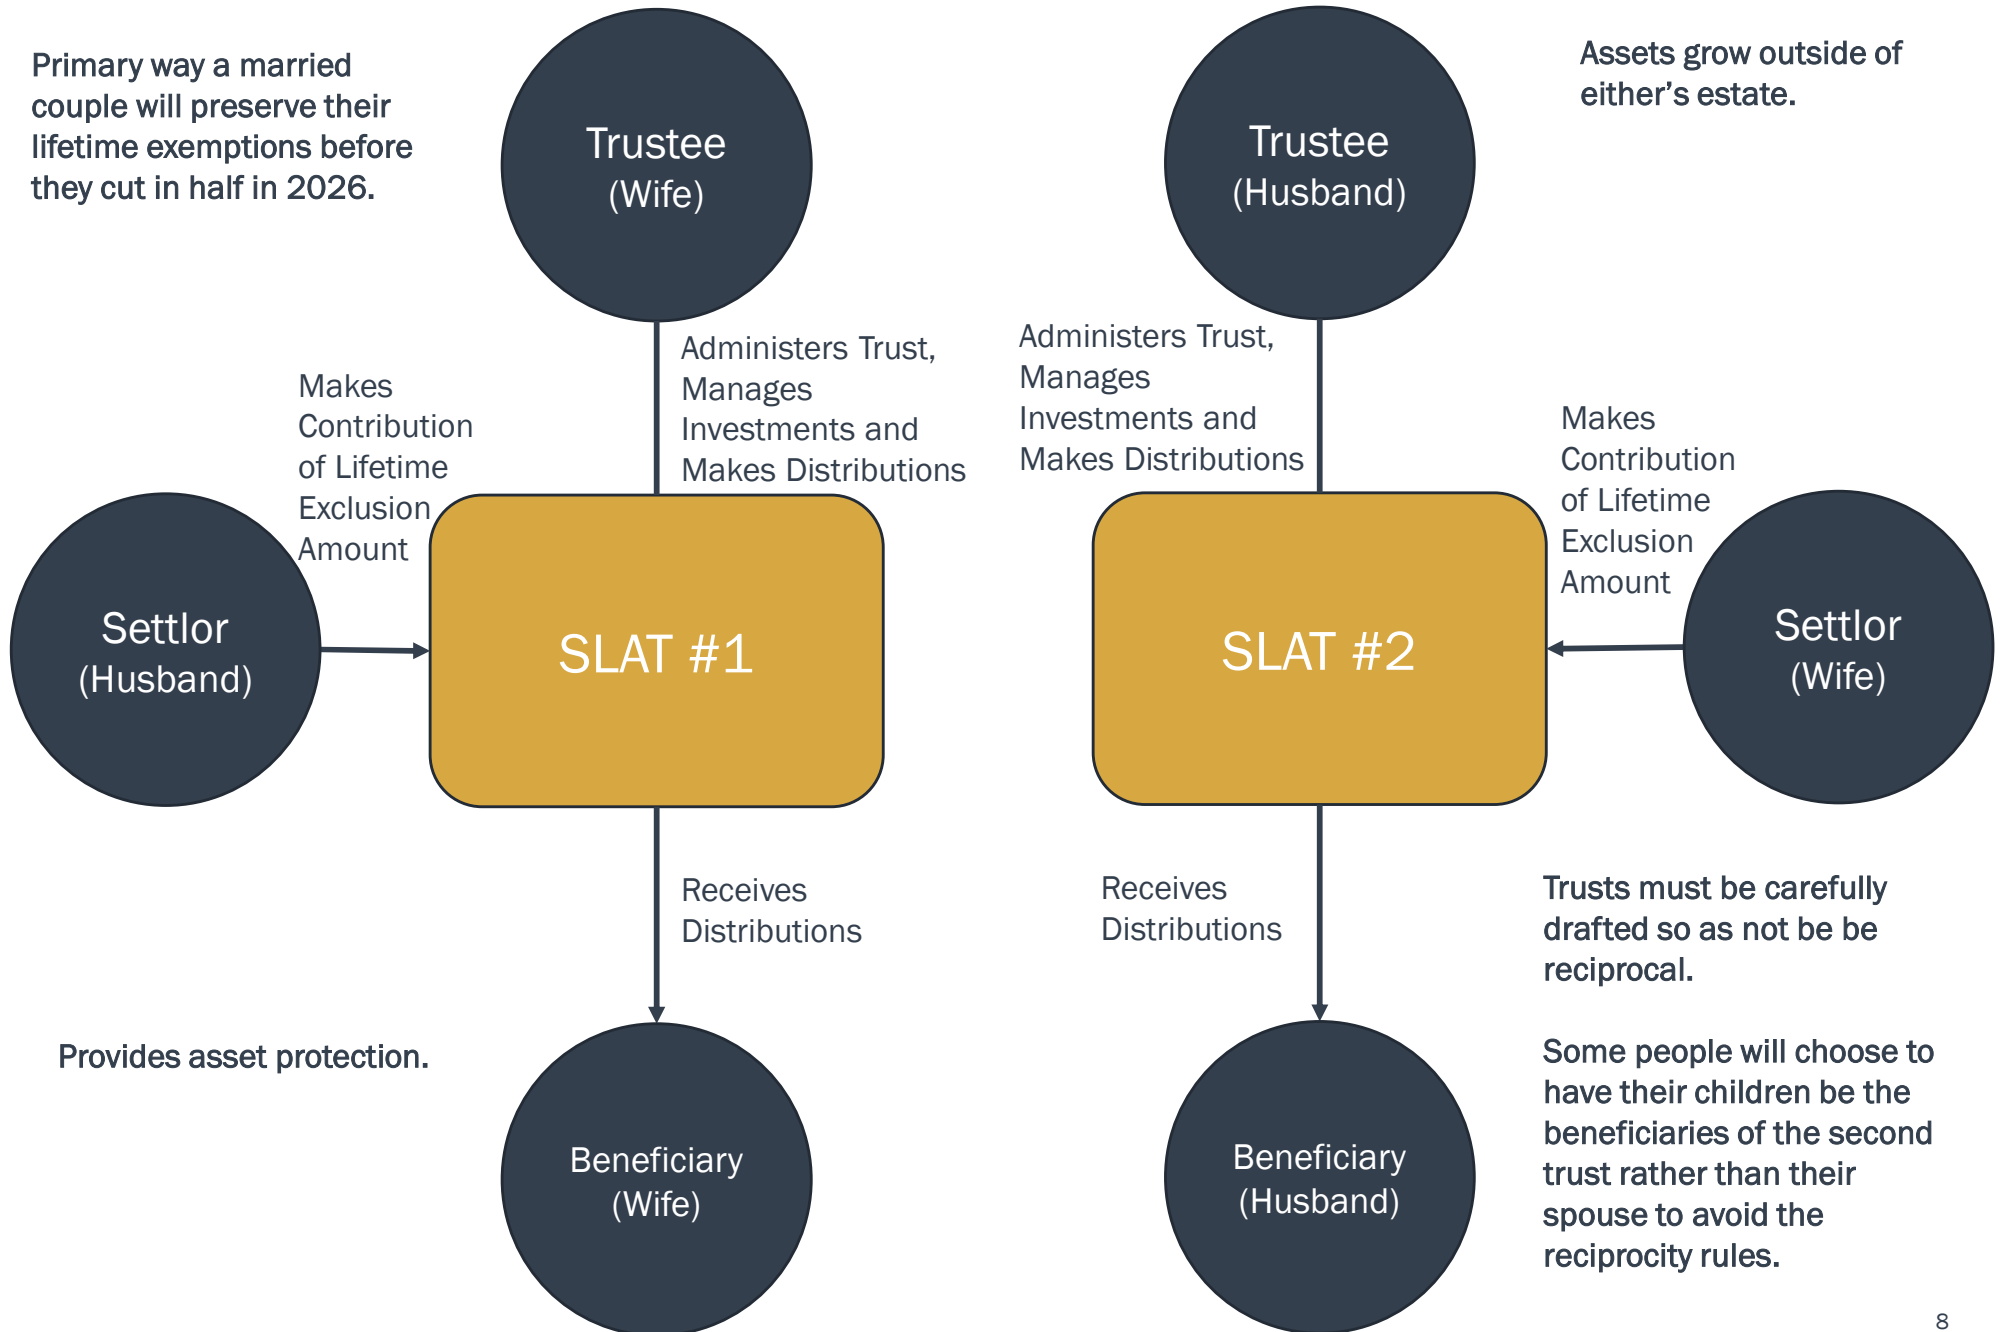 Primary way a married
couple will preserve their
lifetime exemptions before
they cut in half in 2026.
Trustee
(Wife)
Trustee
(Husband)
Assets grow outside of
either’s estate.
Makes
Contribution
of Lifetime
Exclusion
Amount
Administers Trust,
Manages
Investments and
Makes Distributions
Administers Trust,
Manages
Investments and
Makes Distributions
Makes
Contribution
of Lifetime
Exclusion
Amount
Settlor
(Husband)
SLAT #1
SLAT #2
Settlor
(Wife)
Receives
Distributions
Receives
Distributions
Trusts must be carefully
drafted so as not be be
reciprocal.
Provides asset protection.
Beneficiary
(Wife)
Beneficiary
(Husband)
Some people will choose to
have their children be the
beneficiaries of the second
trust rather than their
spouse to avoid the
reciprocity rules.
8